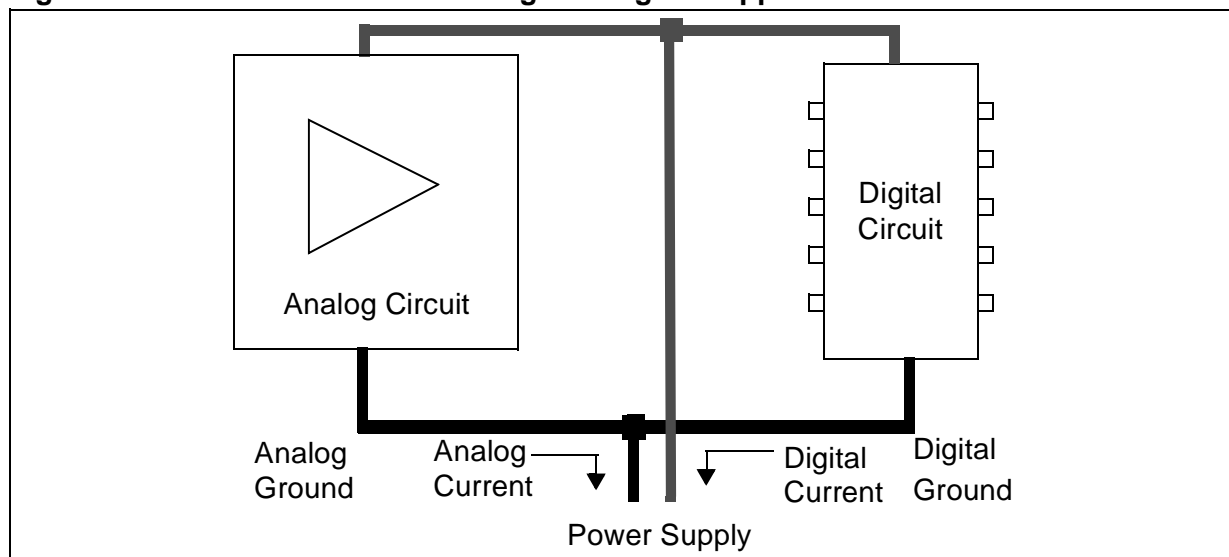 Digital
Circuit
Analog Circuit
Analog
Ground
Analog
Current
Digital
Current
Digital
Ground
Power Supply